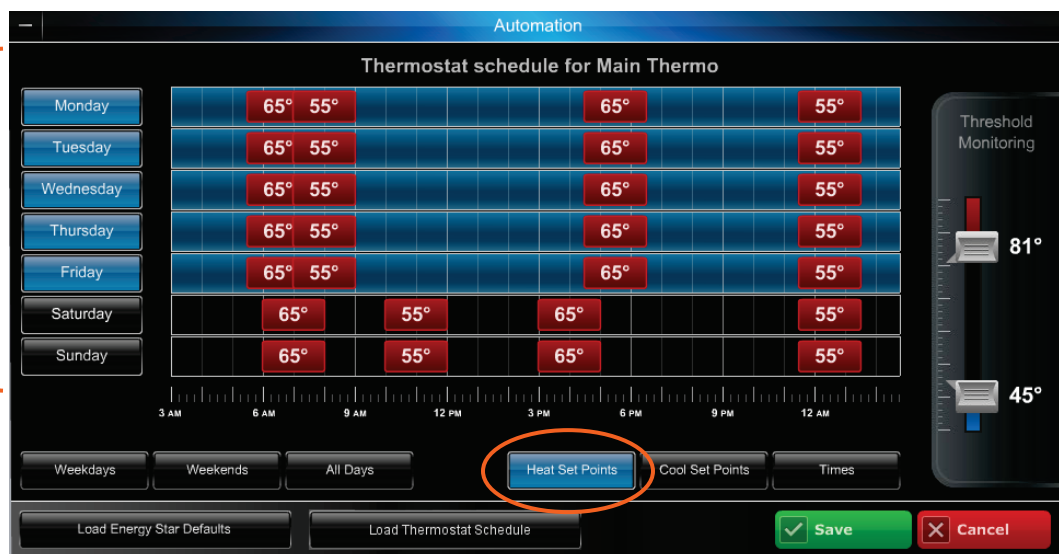 Automation
Thermostat schedule for Main Thermo
Monday 65° 55° 65° 55°
Tuesday 65° 55° 65° 55°
Wednesday 65° 55° 65° 55°
Thursday 65° 55° 65° 55°
Friday 65° 55° 65° 55°
Saturday 65° 55° 65° 55°
Sunday 65° 55° 65° 55°
3 AM 6 AM 9 AM 12 PM 3 PM 6 PM 9 PM 12 AM
Threshold
Monitoring
81°
45°
Weekdays Weekends All Days Heat Set Points Cool Set Points Times
Load Energy Star Defaults Load Thermostat Schedule Save Cancel